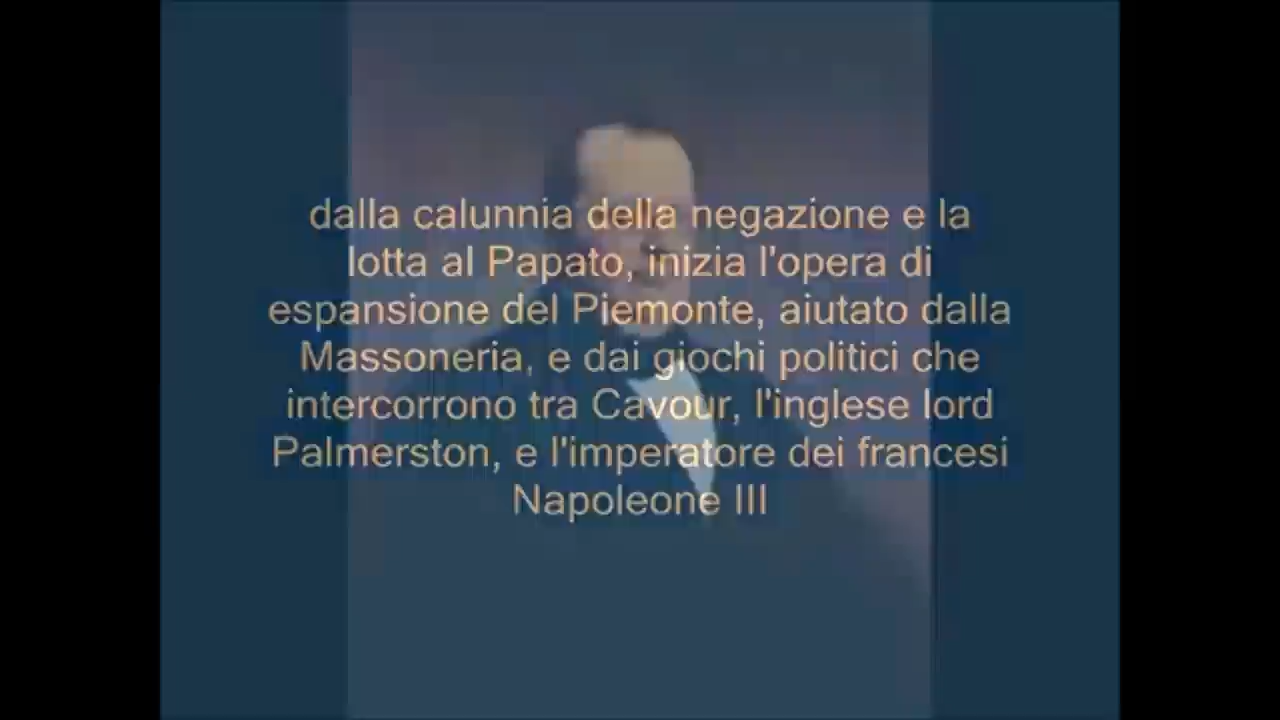 dalla calunnia della negazione e la
lotta al Papato, inizia l'opera di
espansione del Piemonte, aiutato dalla
Massoneria, e dai giochi politici che
intercorrono tra Cavour, l'inglese lord
Palmerston, e l'imperatore dei francesi
Napoleone III